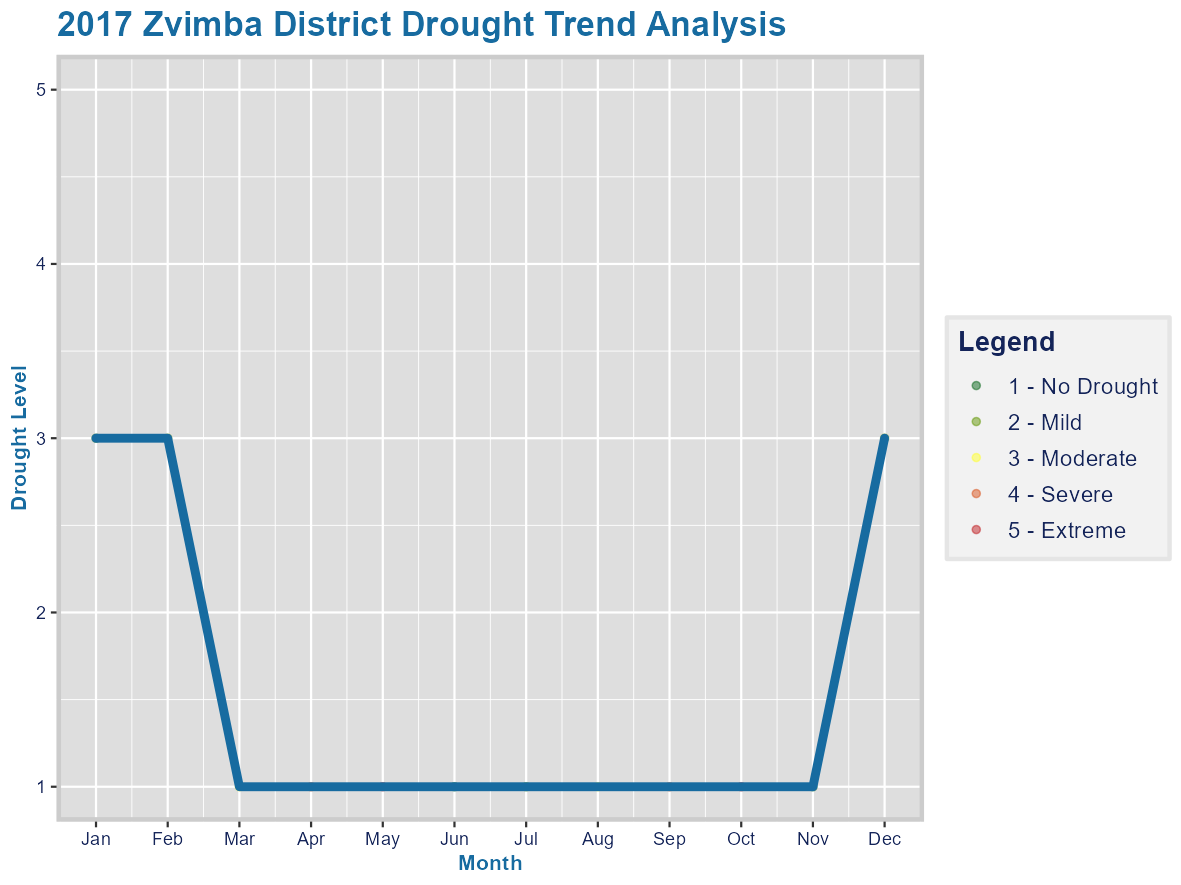 2017 Zvimba District Drought Trend Analysis
Drought Level
5
4
3
2
1
Jan Feb Mar Apr May Jun Jul Aug Sep Oct Nov Dec
Month
Legend
1 - No Drought
2 - Mild
3 - Moderate
4 - Severe
5 - Extreme